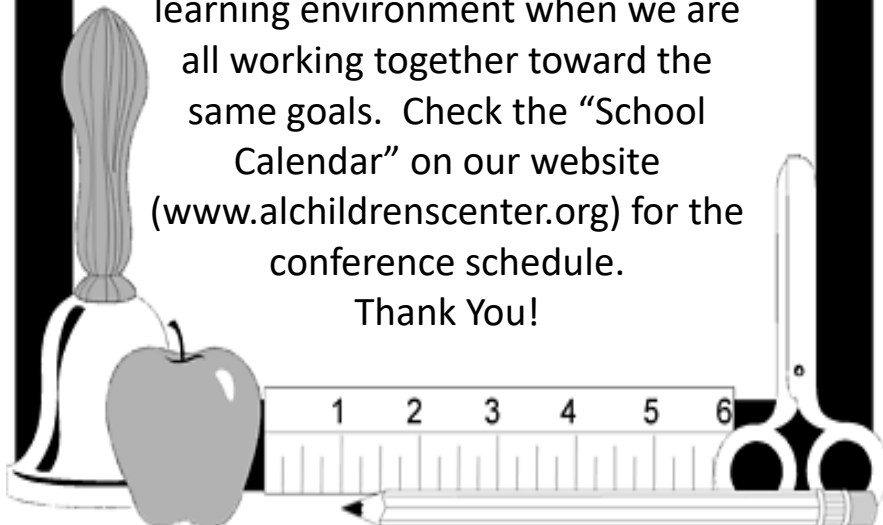 learning environment when we are
all working together toward the
same goals.  Check the “School
Calendar” on our website
(www.alchildrenscenter.org) for the
conference schedule.
Thank You!
1 2 3 4 5 6